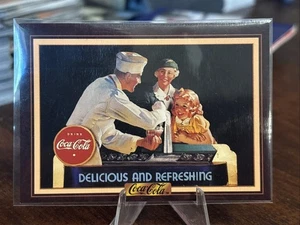 DRINK
Coca-Cola
DELICIOUS AND REFRESHING
Coca-Cola